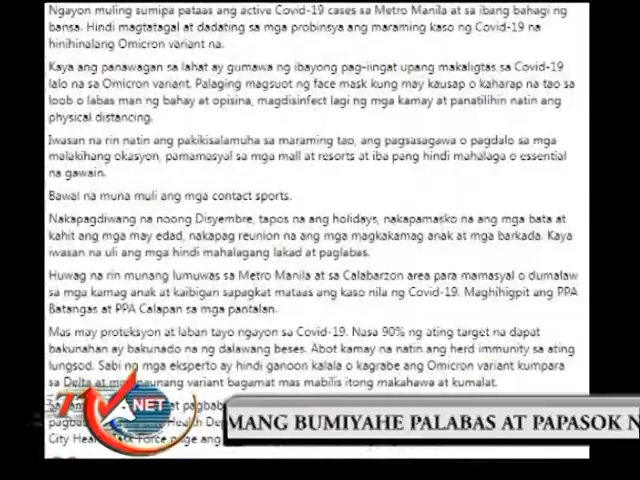 Ngayon muling sumipa pataas ang active Covid-19 cases sa Metro Manila at sa ibang bahagi ng
bansa. Hindi magtatagal at dadating sa mga probinsya ang maraming kaso ng Covid-19 na
hinihinalang Omicron variant na.
Kaya ang panawagan sa lahat ay gumawa ng ibayong pag-iingat upang makaligtas sa Covid-19
lalo na sa Omicron variant. Palaging magsuot ng face mask kung may kausap o kaharap na tao sa
loob o labas man ng bahay at opisina, magdisinfect lagi ng mga kamay at panatilihin natin ang
physical distancing.
Iwasan na rin natin ang pakikisalamuha sa maraming tao, ang pagsasagawa o pagdalo sa mga
malakihang okasyon, pamamasyal sa mga mall at resorts at iba pang hindi mahalaga o essential
na gawain.
Bawal na muna muli ang mga contact sports.
Nakapagdiwang na noong Disyembre, tapos na ang holidays, nakapamasko na ang mga bata at
kahit ang mga may edad, nakapag reunion na ang mga magkakamag anak at mga barkada. Kaya
iwasan na uli ang mga hindi mahalagang lakad at paglabas.
Huwag na rin munang lumuwas sa Metro Manila at sa Calabarzon area para mamasyal o dumalaw
sa mga kamag anak at kaibigan sapagkat mataas ang kaso nila ng Covid-19. Maghihigpit ang PPA
Batangas at PPA Calapan sa mga pantalan.
Mas may proteksyon at laban tayo ngayon sa Covid-19. Nasa 90% ng ating target na dapat
bakunahan ay bakunado na ng dalawang beses. Abot kamay na natin ang herd immunity sa ating
lungsod. Sabi ng mga eksperto ay hindi ganoon kalala o kagrabe ang Omicron variant kumpara
sa Delta at mga naunang variant bagamat mas mabilis itong makahawa at kumalat.
at pagbab
Health De
City Health Task Force ang
TV NET
MANG BUMIYAHE PALABAS AT PAPASOK N